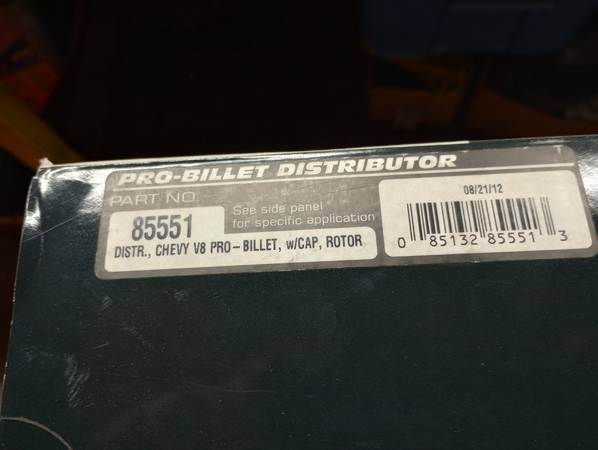 PRO-BILLET DISTRIBUTOR
PART NO.
85551
See side panel
for specific application
DISTR., CHEVY V8 PRO-BILLET, w/CAP, ROTOR
08/21/12
0 85132 85551 3